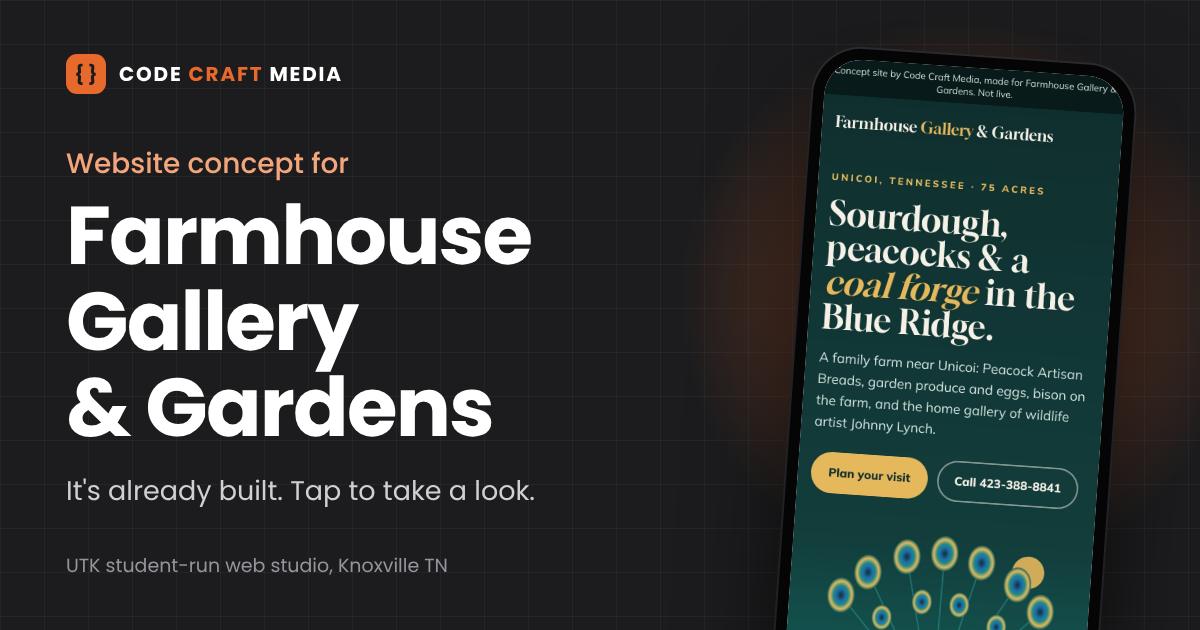 { } CODE CRAFT MEDIA
Website concept for
Farmhouse
Gallery
& Gardens
It's already built. Tap to take a look.
UTK student-run web studio, Knoxville TN
Concept site by Code Craft Media, made for Farmhouse Gallery &
Gardens. Not live.
Farmhouse Gallery & Gardens
UNICOI, TENNESSEE · 75 ACRES
Sourdough,
peacocks & a
coal forge in the
Blue Ridge.
A family farm near Unicoi: Peacock Artisan
Breads, garden produce and eggs, bison on
the farm, and the home gallery of wildlife
artist Johnny Lynch.
Plan your visit
Call 423-388-8841